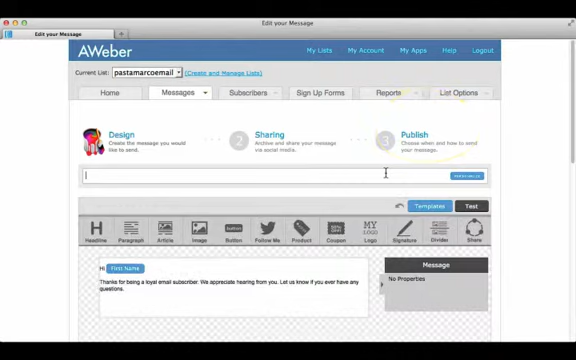 Edit your Message
Edit your Message
AWeber
My Lists My Account My Apps Help Logout
Current List: pastamarcoemail (Create and Manage Lists)
Home Messages Subscribers Sign Up Forms Reports List Options
Design
Create the message you would
like to send.
2
Sharing
Archive and share your message
via social media.
3
Publish
Choose when and how to send
your message.
Templates Test
Headline Paragraph Article Image Button Follow Me Product Coupon Logo Signature Divider Share
MY
LOGO
Hi First Name
Thanks for being a loyal email subscriber. We appreciate hearing from you. Let us know if you ever have any
questions.
Message
No Properties